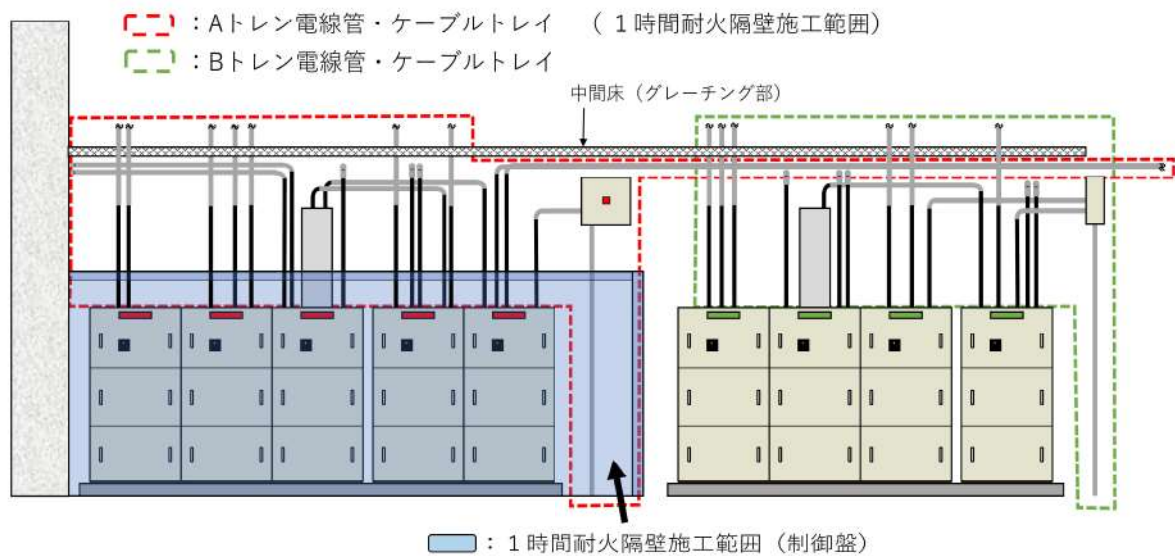 ：Aトレン電線管・ケーブルトレイ　（１時間耐火隔壁施工範囲）
：Bトレン電線管・ケーブルトレイ
中間床（グレーチング部）
：１時間耐火隔壁施工範囲（制御盤）